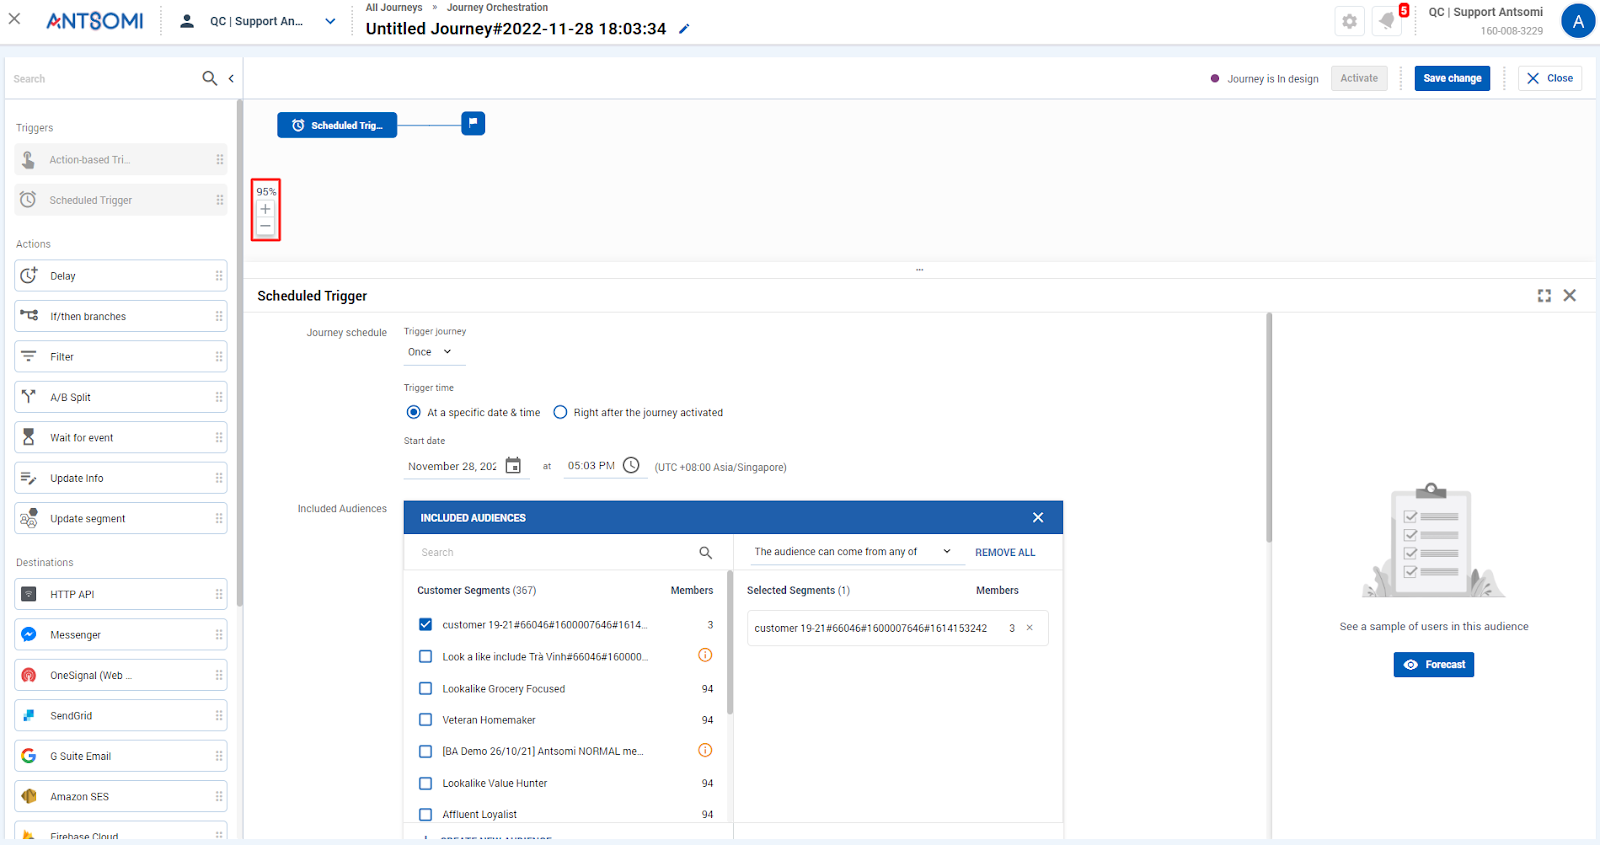 ANTSOMI
QC | Support An...
All Journeys » Journey Orchestration
Untitled Journey#2022-11-28 18:03:34
5
QC | Support Antsomi
160-008-3229
A
Search
Journey is In design
Activate
Save change
Close
Triggers
Action-based Tri...
Scheduled Trigger
Scheduled Trig...
95%
Actions
Delay
If/then branches
Filter
A/B Split
Wait for event
Update Info
Update segment
Destinations
HTTP API
Messenger
OneSignal (Web ...
SendGrid
G Suite Email
Amazon SES
Firebase Cloud
Scheduled Trigger
Journey schedule
Trigger journey
Once
Trigger time
At a specific date & time
Right after the journey activated
Start date
November 28, 202
at
05:03 PM
(UTC +08:00 Asia/Singapore)
Included Audiences
INCLUDED AUDIENCES
Search
The audience can come from any of
REMOVE ALL
Customer Segments (367)
Members
customer 19-21#66046#1600007646#1614... 3
Look a like include Trà Vinh#66046#160000...
Lookalike Grocery Focused 94
Veteran Homemaker 94
[BA Demo 26/10/21] Antsomi NORMAL me...
Lookalike Value Hunter 94
Affluent Loyalist 94
CREATE NEW AUDIENCE
Selected Segments (1)
Members
customer 19-21#66046#1600007646#1614153242 3
See a sample of users in this audience
Forecast